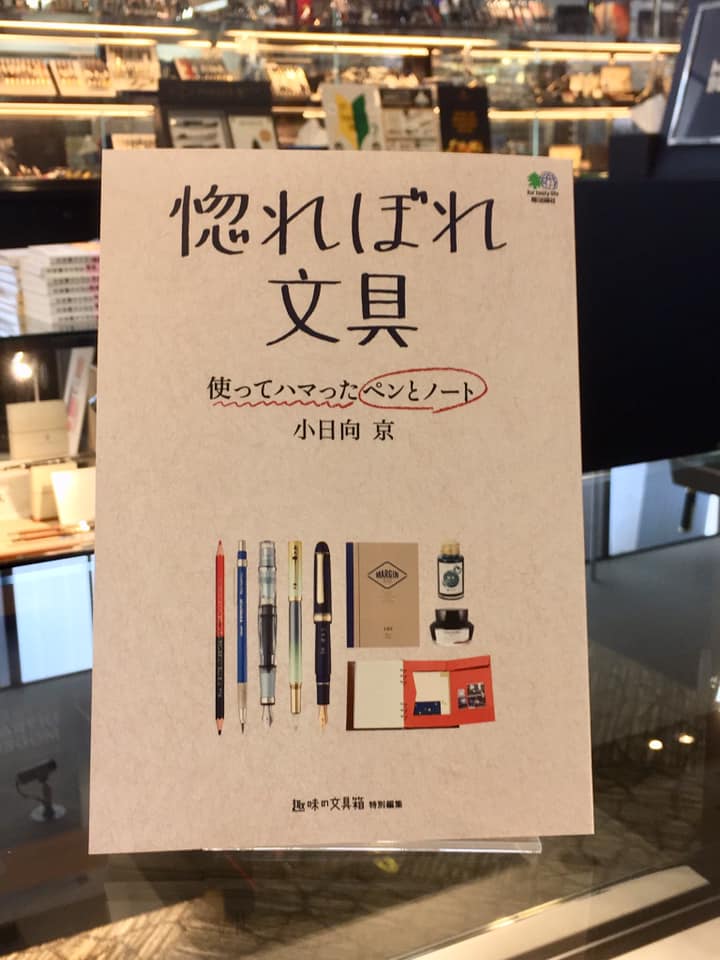 惚れぼれ
文具
使ってハマったペンとノート
小日向 京
MARGIN
趣味の文具箱 特別編集